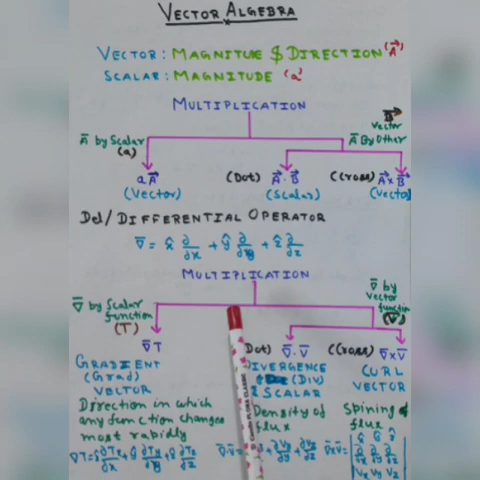 VECTOR ALGEBRA
VECTOR: MAGNITUDE & DIRECTION (A⃗)
SCALAR: MAGNITUDE (a)
MULTIPLICATION
A̅ by Scalar (a)
A̅ By Other Vector B⃗
aA̅ (Vector)
(Dot) A̅·B̅ (Scalar)
(Cross) A̅×B̅ (Vector)
Del/DIFFERENTIAL OPERATOR
∇̅ = x̂ ∂/∂x + ŷ ∂/∂y + ẑ ∂/∂z
MULTIPLICATION
∇̅ by Scalar function (T)
∇̅ by Vector function (V̅)
∇̅T
GRADIENT
(Grad)
VECTOR
Direction in which
any function changes
most rapidly
Dot) ∇̅·V̅
DIVERGENCE
(Div)
SCALAR
Density of
flux
(Cross) ∇̅×V̅
CURL
VECTOR
Spining of
flux